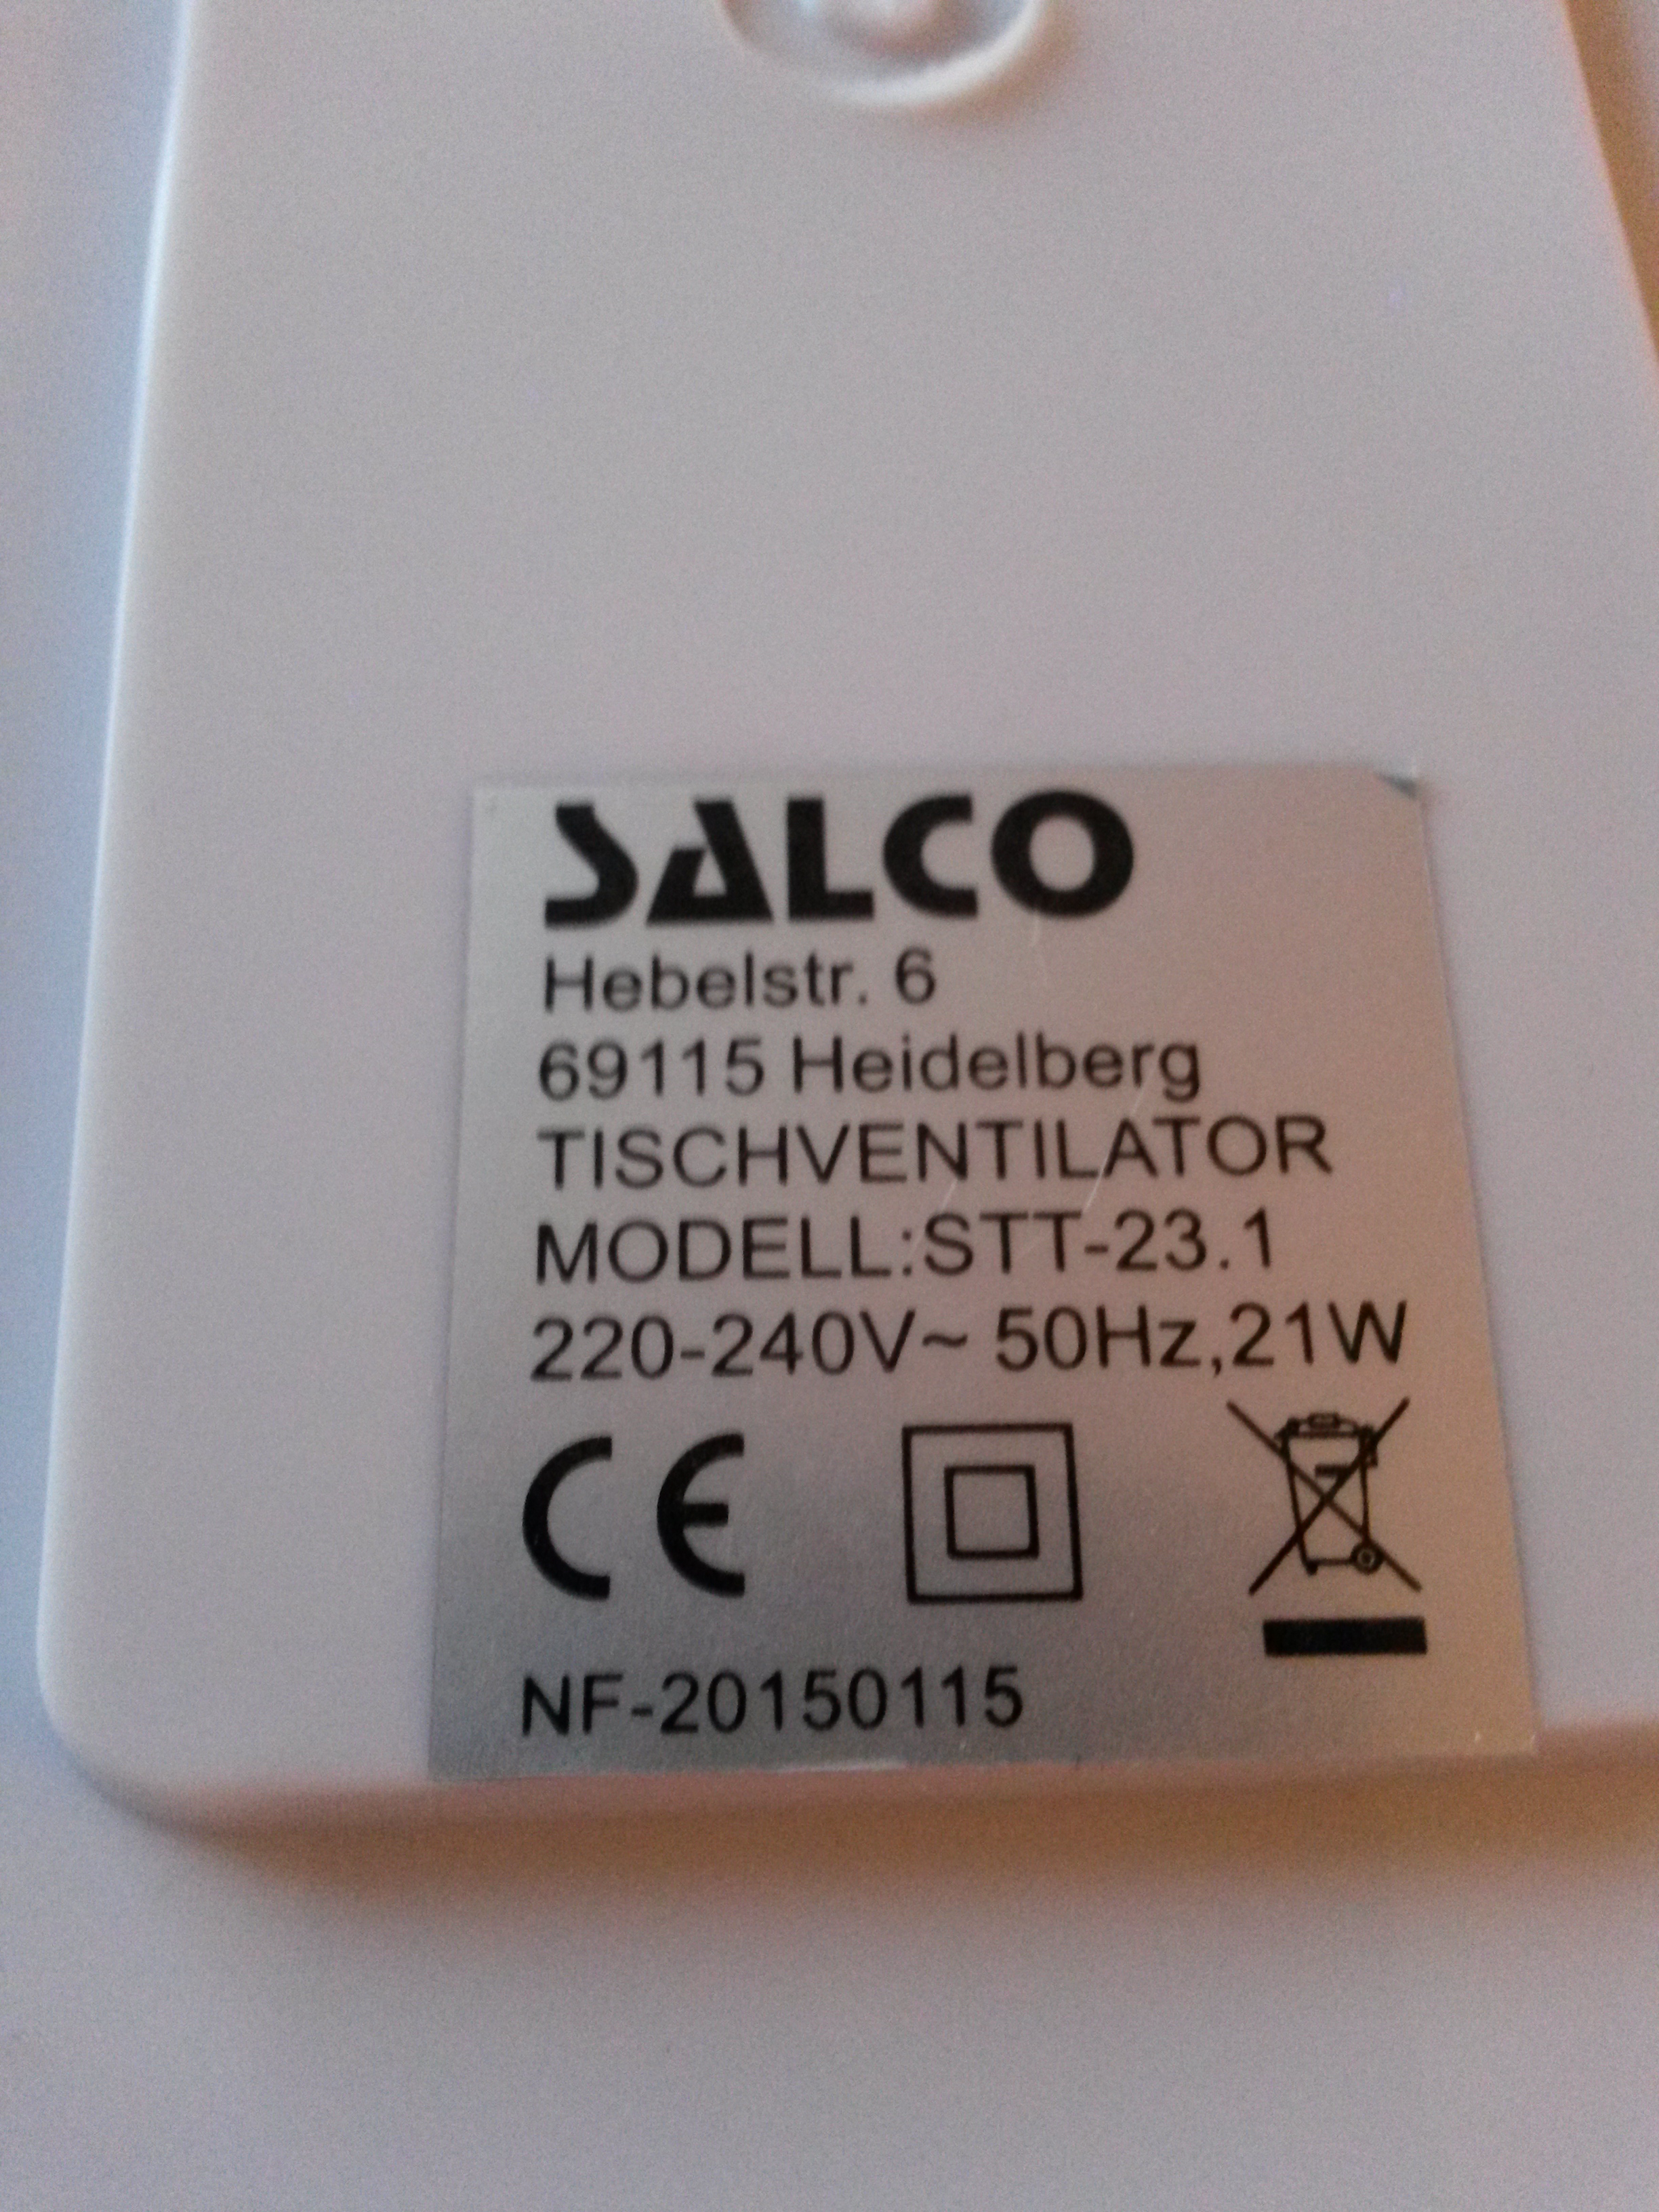 SALCO
Hebelstr. 6
69115 Heidelberg
TISCHVENTILATOR
MODELL:STT-23.1
220-240V~ 50Hz,21W
CE
NF-20150115